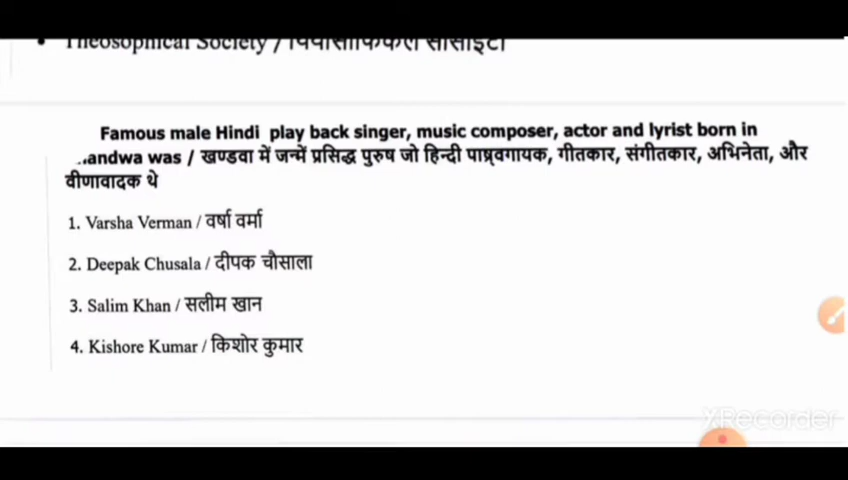 Theosophical Society / थियोसोफिकल सोसाइटी
Famous male Hindi play back singer, music composer, actor and lyrist born in
andwa was / खण्डवा में जन्में प्रसिद्ध पुरुष जो हिन्दी पाश्र्वगायक, गीतकार, संगीतकार, अभिनेता, और
वीणावादक थे
1. Varsha Verman / वर्षा वर्मा
2. Deepak Chusala / दीपक चौसाला
3. Salim Khan / सलीम खान
4. Kishore Kumar / किशोर कुमार
XRecorder